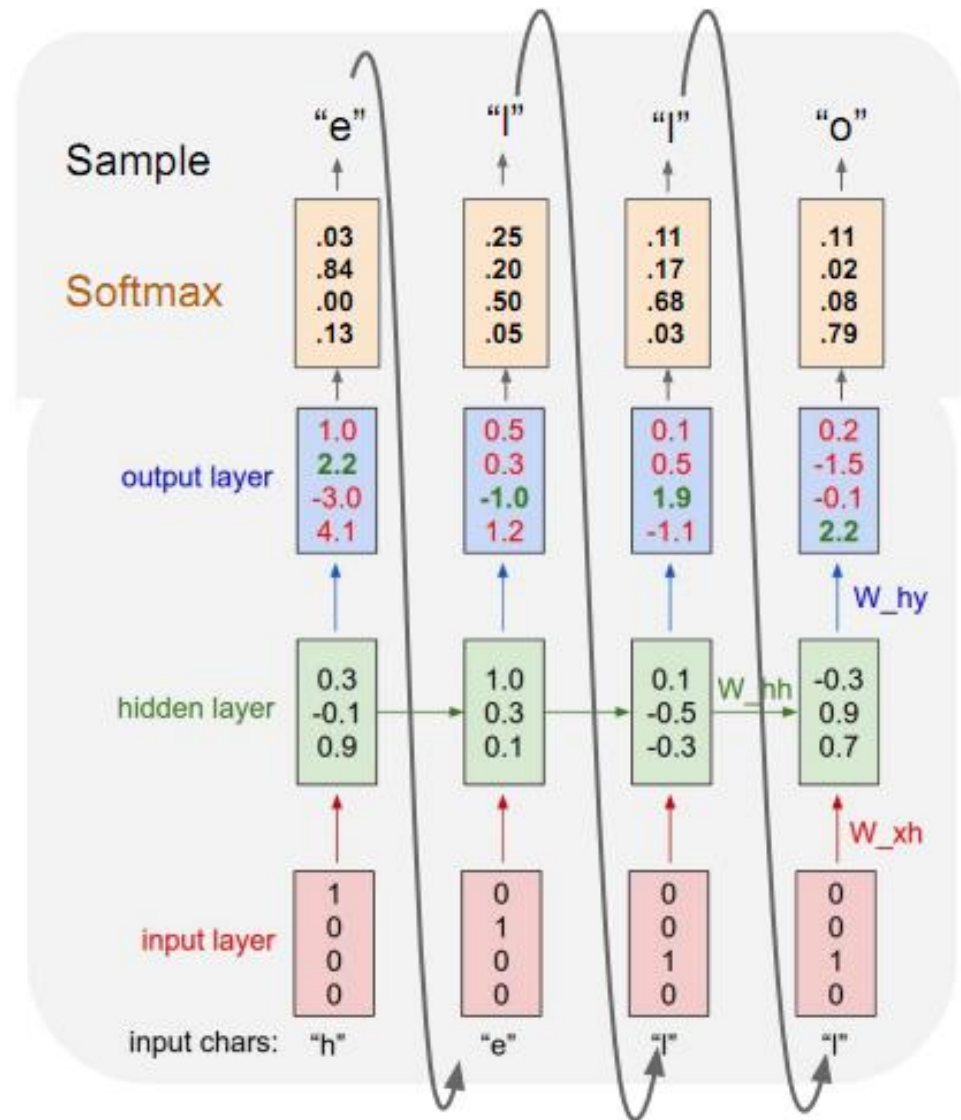 “e” “l” “l” “o”
Sample
Softmax
.03 .25 .11 .11
.84 .20 .17 .02
.00 .50 .68 .08
.13 .05 .03 .79
output layer
1.0 0.5 0.1 0.2
2.2 0.3 0.5 -1.5
-3.0 -1.0 1.9 -0.1
4.1 1.2 -1.1 2.2
W_hy
hidden layer
0.3 1.0 0.1 -0.3
-0.1 0.3 -0.5 0.9
0.9 0.1 -0.3 0.7
W_hh
W_xh
input layer
1 0 0 0
0 1 0 0
0 0 1 1
0 0 0 0
input chars: “h” “e” “l” “l”